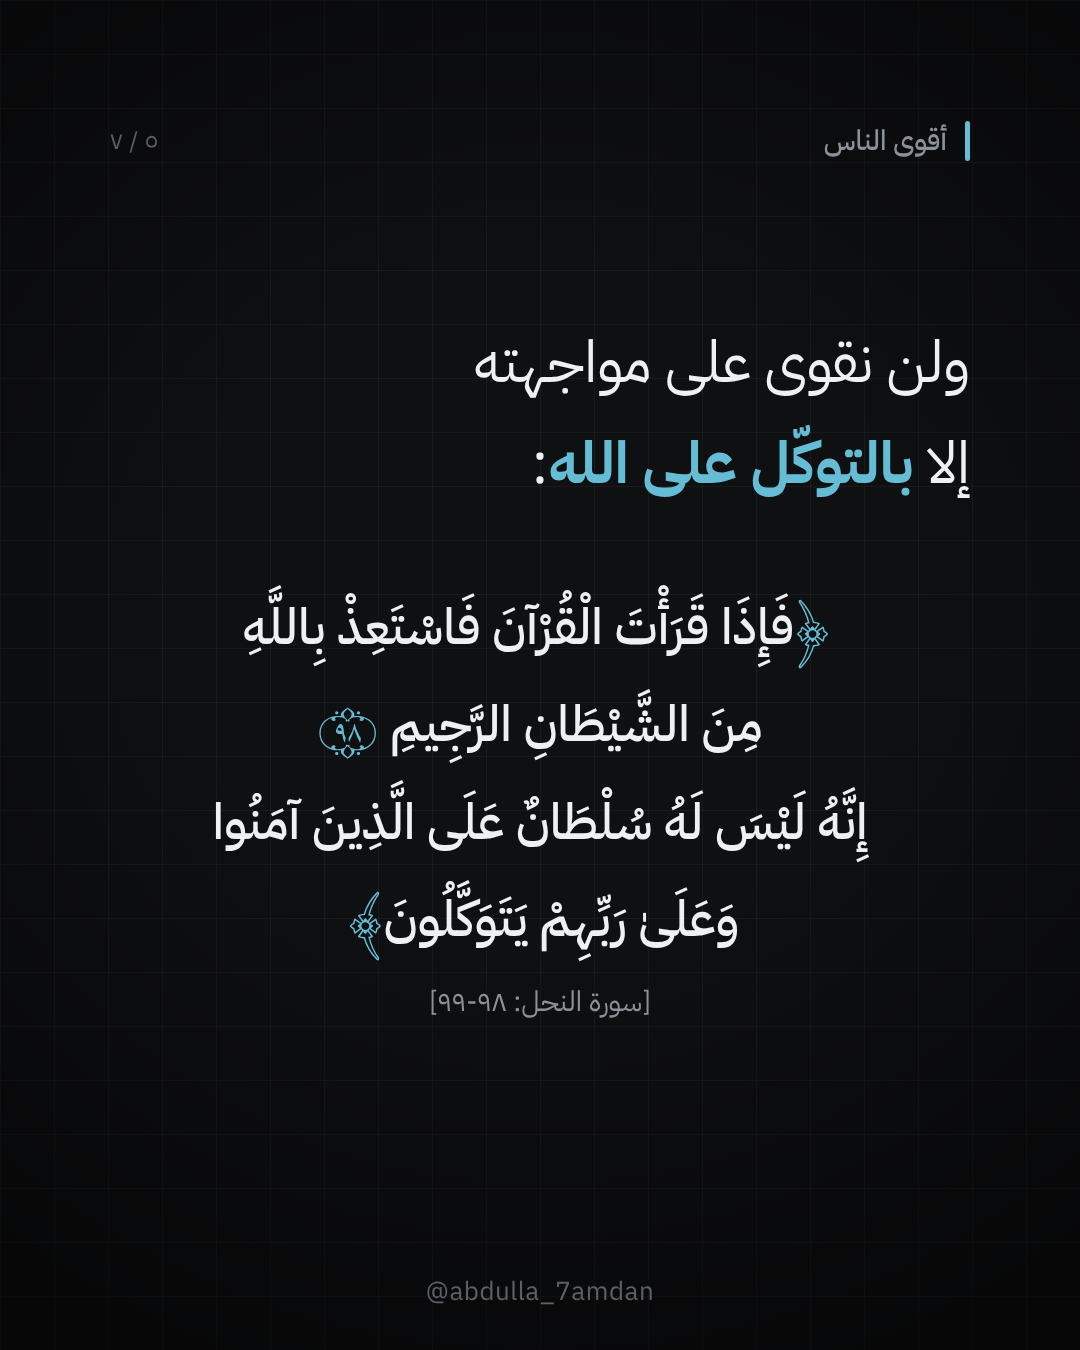 أقوى الناس
٥ / ٧
ولن نقوى على مواجهته
إلا بالتوكّل على الله:
﴿فَإِذَا قَرَأْتَ الْقُرْآنَ فَاسْتَعِذْ بِاللَّهِ
مِنَ الشَّيْطَانِ الرَّجِيمِ ۝٩٨
إِنَّهُ لَيْسَ لَهُ سُلْطَانٌ عَلَى الَّذِينَ آمَنُوا
وَعَلَىٰ رَبِّهِمْ يَتَوَكَّلُونَ﴾
[سورة النحل: ٩٨-٩٩]
@abdulla_7amdan